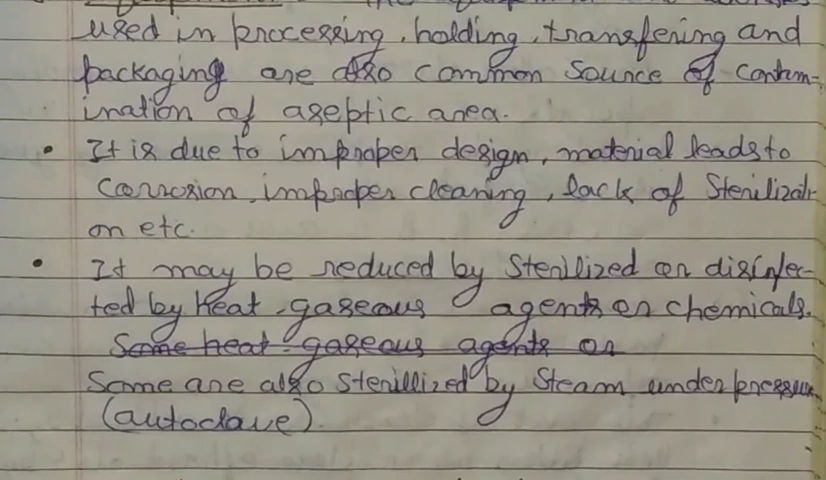 used in processing, holding, transfering and
packaging are also common source of contam-
ination of aseptic area.
• It is due to improper design, material leads to
corrosion, improper cleaning, lack of Sterilizati-
on etc.
• It may be reduced by Sterilized or disinfec-
ted by heat, gaseous agents or chemicals.
Some heat gaseous agents or
Some are also Sterillized by Steam under pressure
(autoclave).